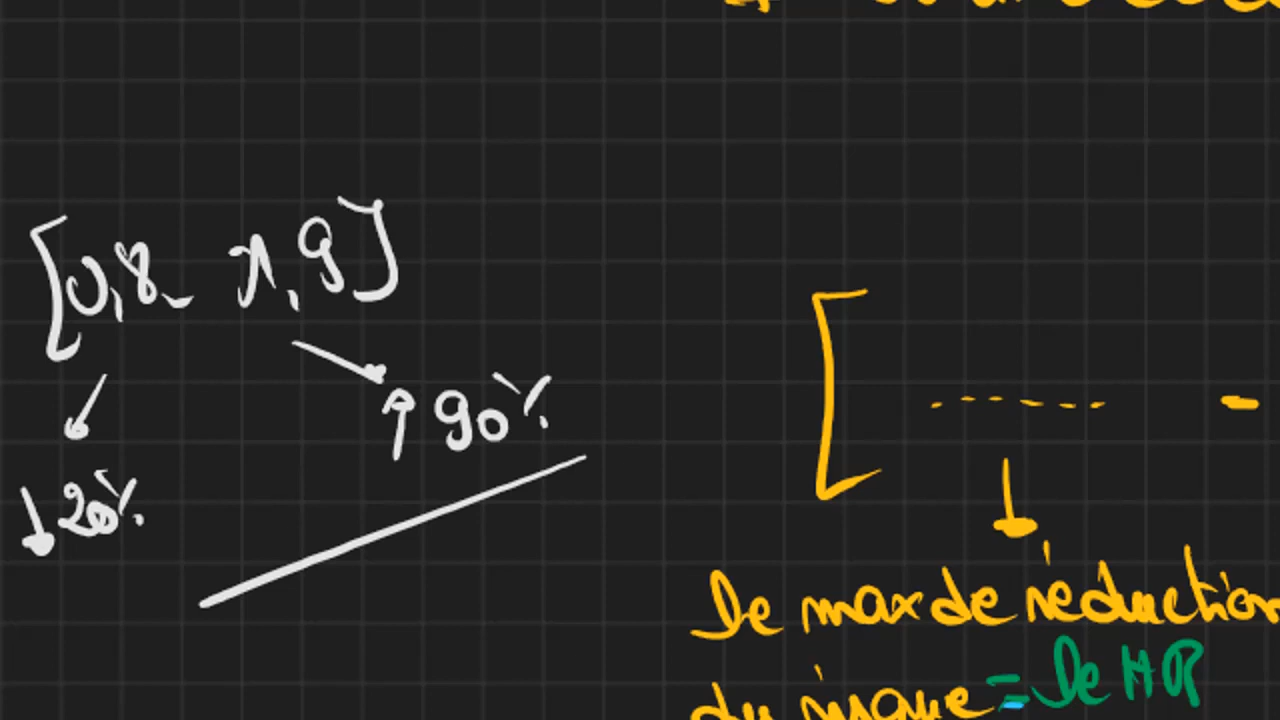 [0,8 - 1,9]
↑ 90%
↓ 20%
[ ------ -
le max de réduction
du risque = le HR